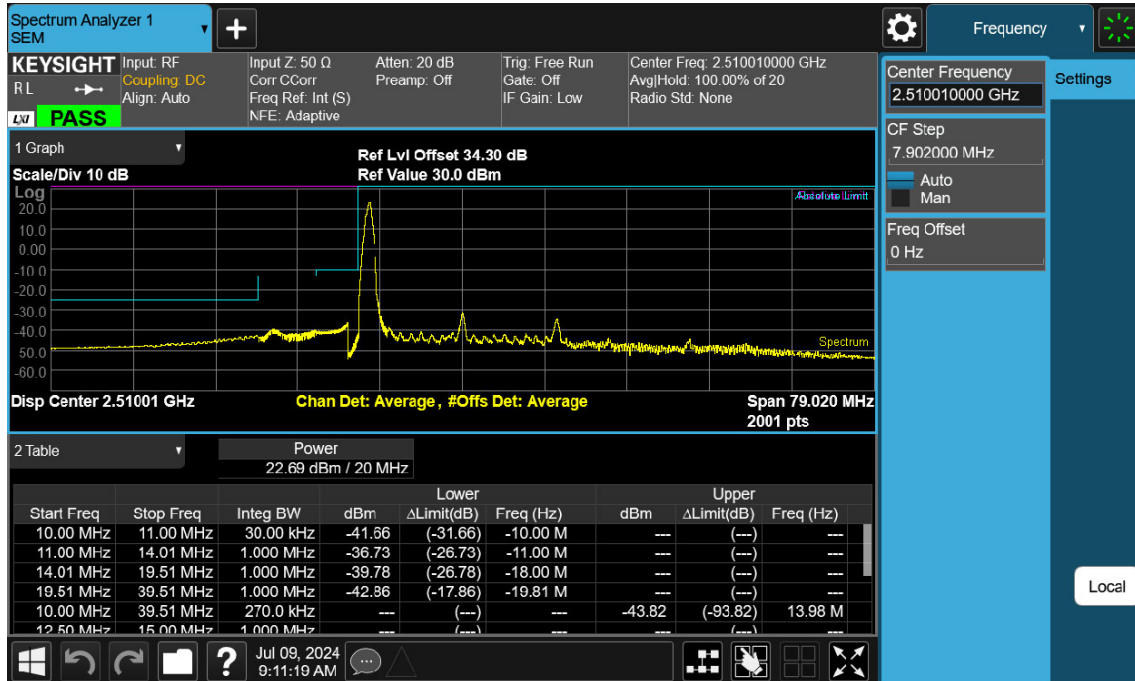 Spectrum Analyzer 1
SEM
+
Frequency
KEYSIGHT
RL
LXI PASS
Input: RF
Coupling: DC
Align: Auto
Input Z: 50 Ω
Corr CCorr
Freq Ref: Int (S)
NFE: Adaptive
Atten: 20 dB
Preamp: Off
Trig: Free Run
Gate: Off
IF Gain: Low
Center Freq: 2.510010000 GHz
Avg|Hold: 100.00% of 20
Radio Std: None
Center Frequency
2.510010000 GHz
Settings
CF Step
7.902000 MHz
Auto
Man
Freq Offset
0 Hz
1 Graph
Scale/Div 10 dB
Ref Lvl Offset 34.30 dB
Ref Value 30.0 dBm
Log
20.0
10.0
0.00
-10.0
-20.0
-30.0
-40.0
-50.0
-60.0
Spectrum
Disp Center 2.51001 GHz
Chan Det: Average, #Offs Det: Average
Span 79.020 MHz
2001 pts
2 Table
Power
22.69 dBm / 20 MHz
Lower Upper
Start Freq Stop Freq Integ BW dBm ΔLimit(dB) Freq (Hz) dBm ΔLimit(dB) Freq (Hz)
10.00 MHz 11.00 MHz 30.00 kHz -41.66 (-31.66) -10.00 M --- (---) ---
11.00 MHz 14.01 MHz 1.000 MHz -36.73 (-26.73) -11.00 M --- (---) ---
14.01 MHz 19.51 MHz 1.000 MHz -39.78 (-26.78) -18.00 M --- (---) ---
19.51 MHz 39.51 MHz 1.000 MHz -42.86 (-17.86) -19.81 M --- (---) ---
10.00 MHz 39.51 MHz 270.0 kHz --- (---) --- -43.82 (-93.82) 13.98 M
12.50 MHz 15.00 MHz 1.000 MHz --- (---) --- --- (---) ---
Local
?
Jul 09, 2024
9:11:19 AM